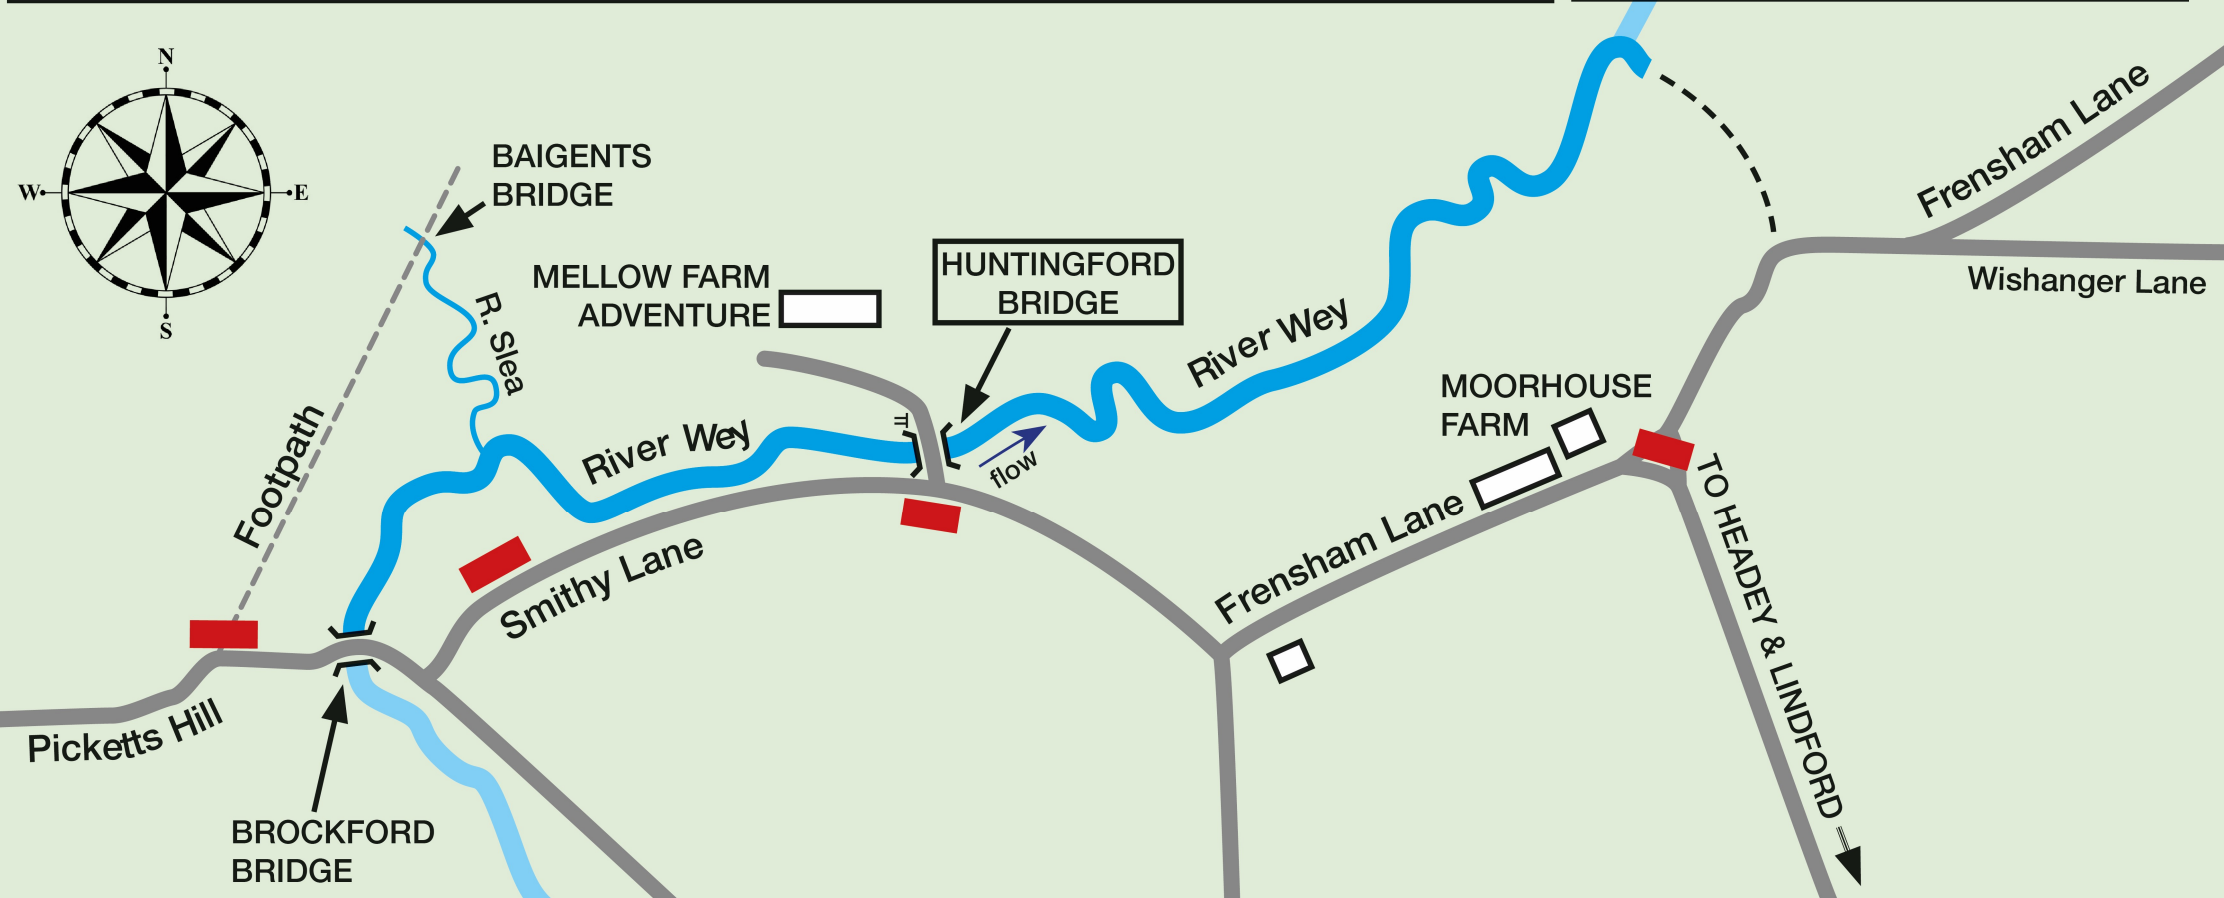 N
W
E
S
BAIGENTS
BRIDGE
R. Slea
MELLOW FARM
ADVENTURE
HUNTINGFORD
BRIDGE
River Wey
River Wey
flow
Footpath
Smithy Lane
Picketts Hill
BROCKFORD
BRIDGE
MOORHOUSE
FARM
Frensham Lane
Frensham Lane
Wishanger Lane
TO HEADEY & LINDFORD